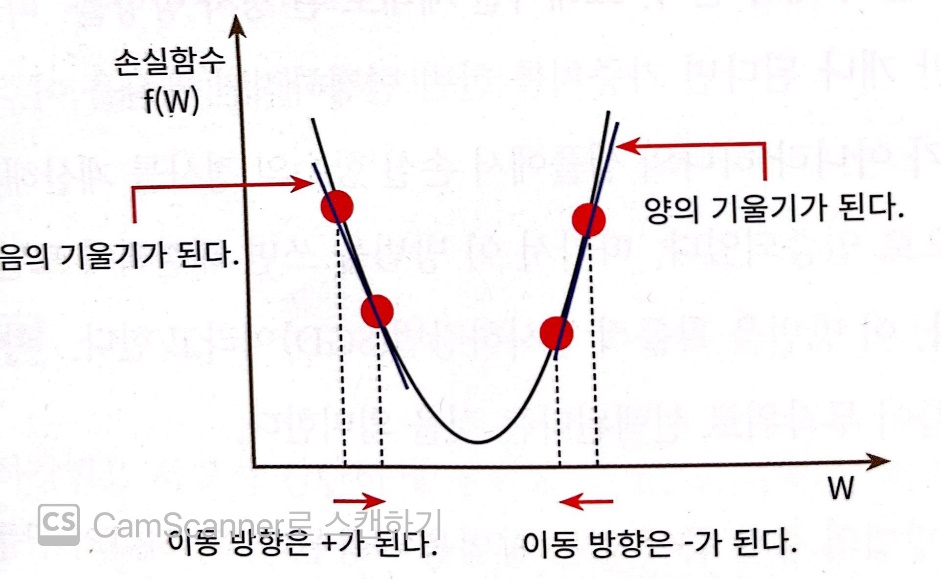 손실함수
f(W)
양의 기울기가 된다.
음의 기울기가 된다.
W
CS CamScanner로 스캔하기
이동 방향은 +가 된다.
이동 방향은 -가 된다.